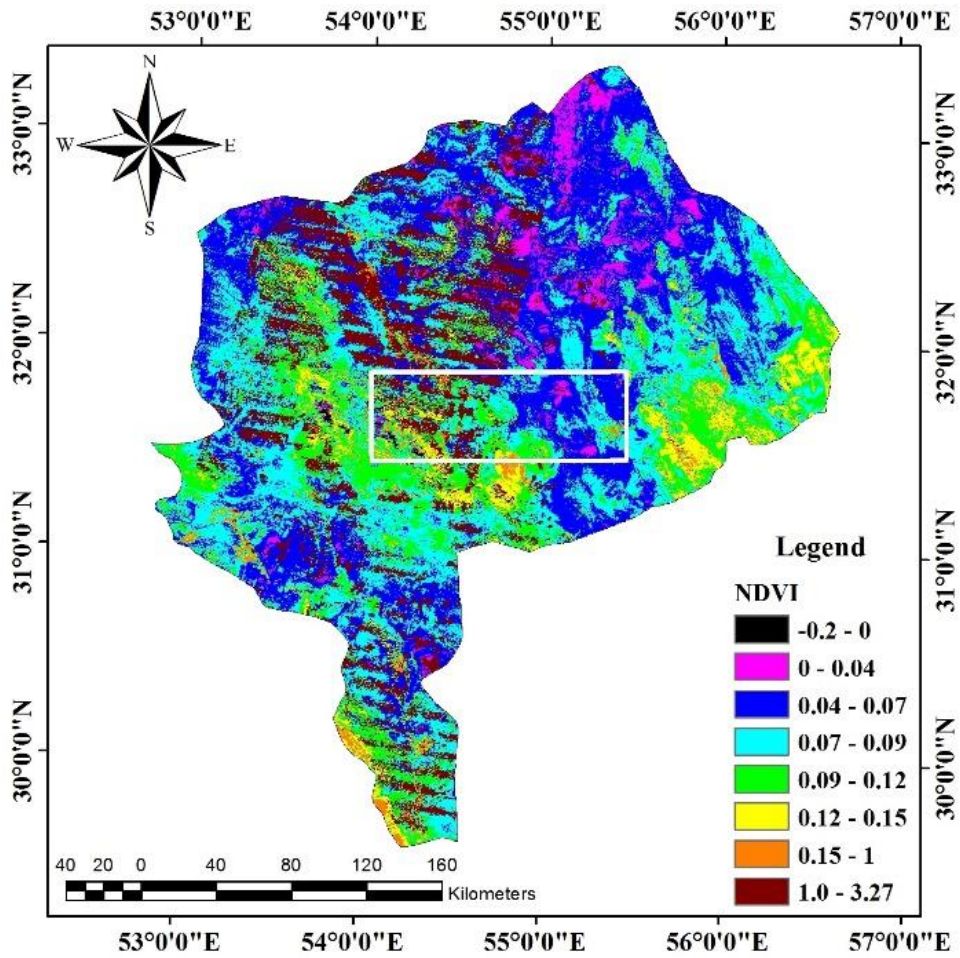 53°0'0"E 54°0'0"E 55°0'0"E 56°0'0"E 57°0'0"E
N
W E
S
33°0'0"N
32°0'0"N
31°0'0"N
30°0'0"N
33°0'0"N
32°0'0"N
31°0'0"N
30°0'0"N
Legend
NDVI
-0.2 - 0
0 - 0.04
0.04 - 0.07
0.07 - 0.09
0.09 - 0.12
0.12 - 0.15
0.15 - 1
1.0 - 3.27
40 20 0 40 80 120 160
Kilometers
53°0'0"E 54°0'0"E 55°0'0"E 56°0'0"E 57°0'0"E